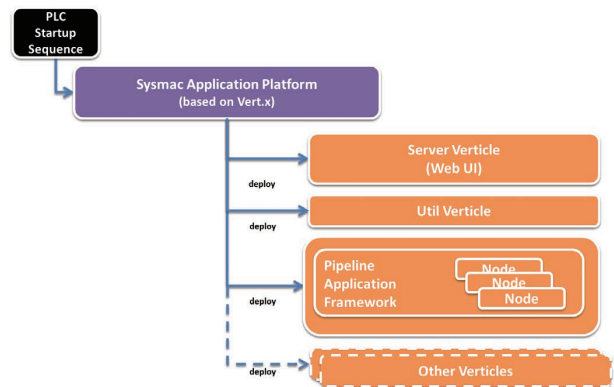 PLC
Startup
Sequence
Sysmac Application Platform
(based on Vert.x)
Server Verticle
(Web UI)
deploy
Util Verticle
deploy
Pipeline
Application
Framework
Node
Node
Node
deploy
Other Verticles
deploy